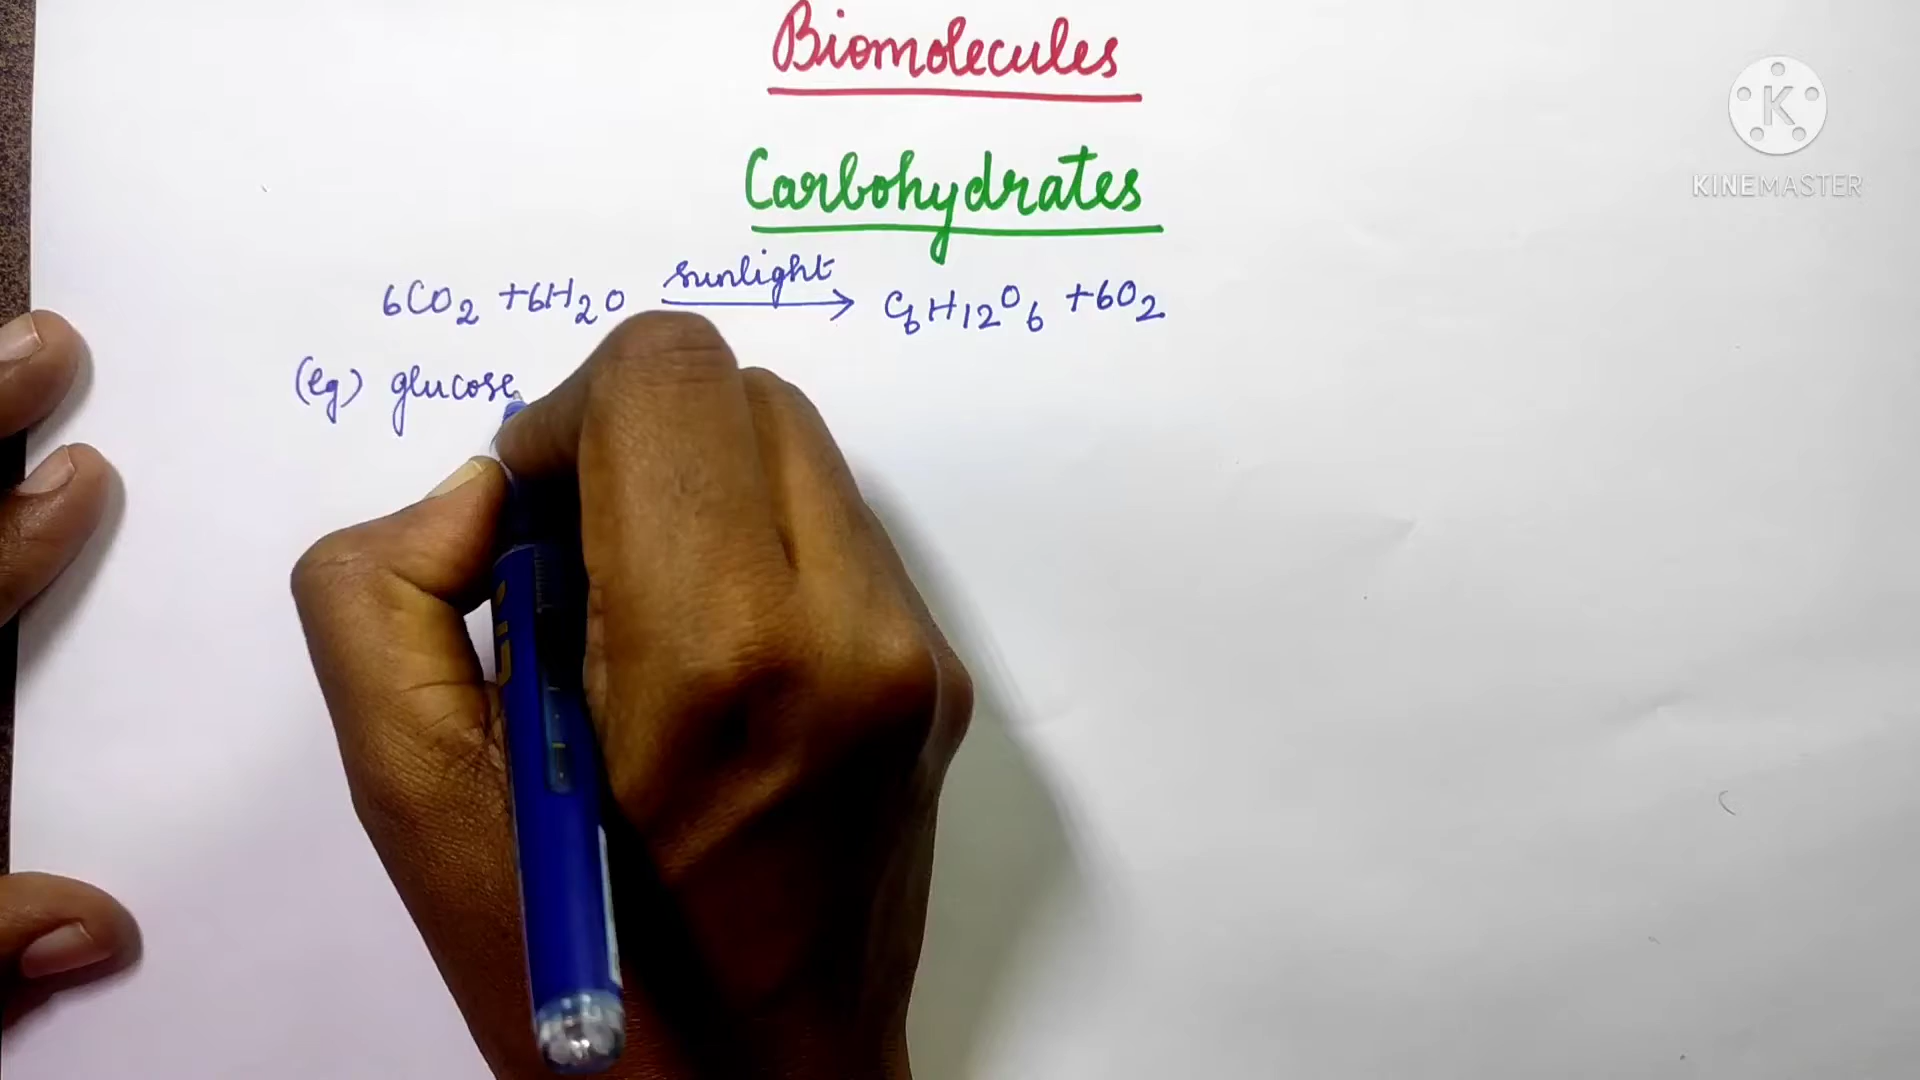 Biomolecules
K
KINEMASTER
Carbohydrates
sunlight
6CO2 +6H2O → C6H12O6 +6O2
(eg) glucose